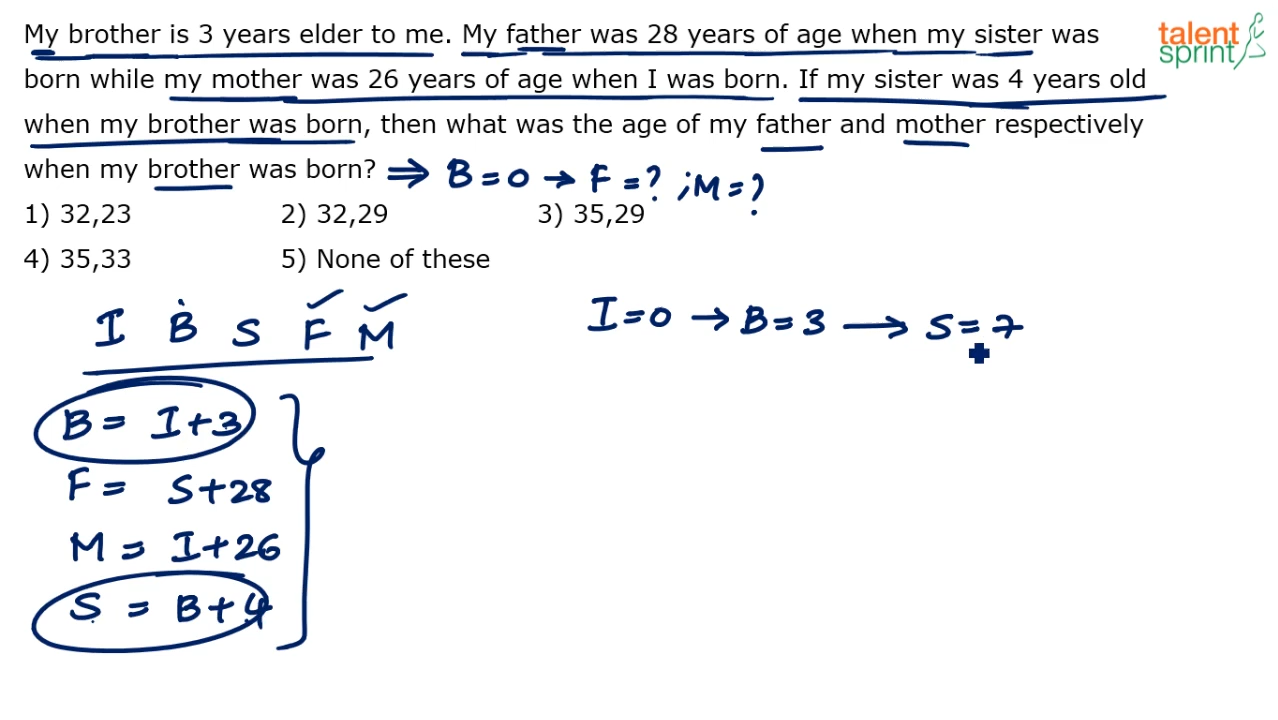 My brother is 3 years elder to me. My father was 28 years of age when my sister was
talent
sprint
born while my mother was 26 years of age when I was born. If my sister was 4 years old
when my brother was born, then what was the age of my father and mother respectively
when my brother was born? ⇒ B=0 → F=? ; M=?
1) 32,23 2) 32,29 3) 35,29
4) 35,33 5) None of these
I B S F M
I=0 → B=3 → S=7
B= I+3
F= S+28
M= I+26
S = B+4